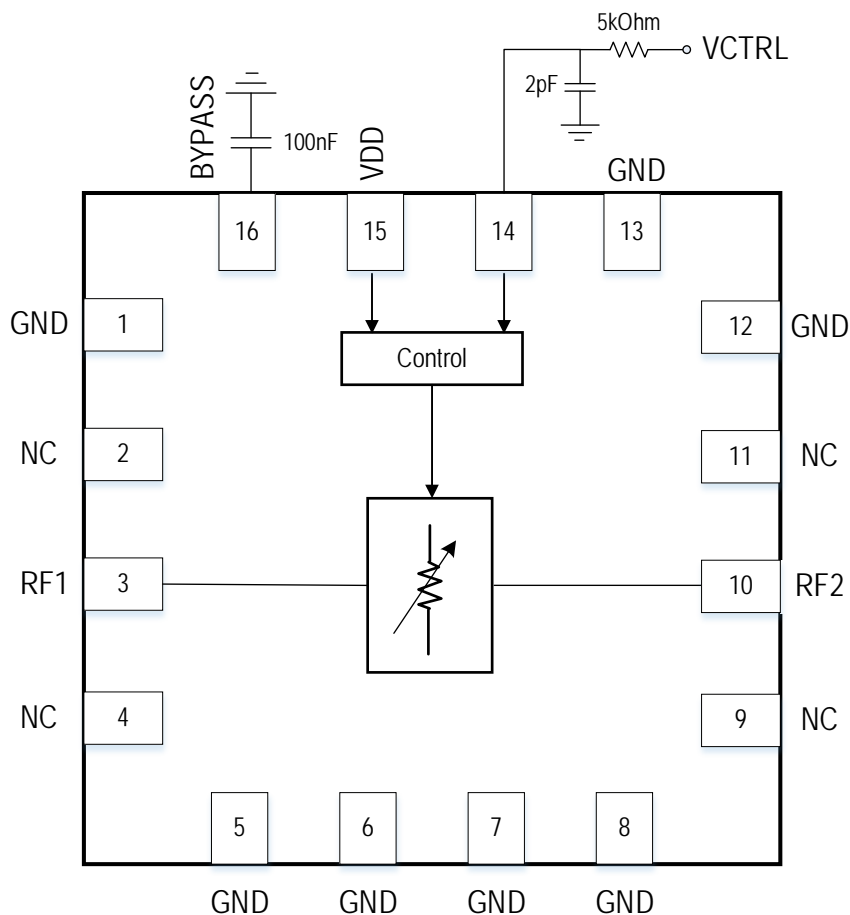 5kOhm
VCTRL
2pF
BYPASS
100nF
VDD
GND
16
15
14
13
GND
1
12
GND
Control
NC
2
11
NC
RF1
3
10
RF2
NC
4
9
NC
5
6
7
8
GND
GND
GND
GND